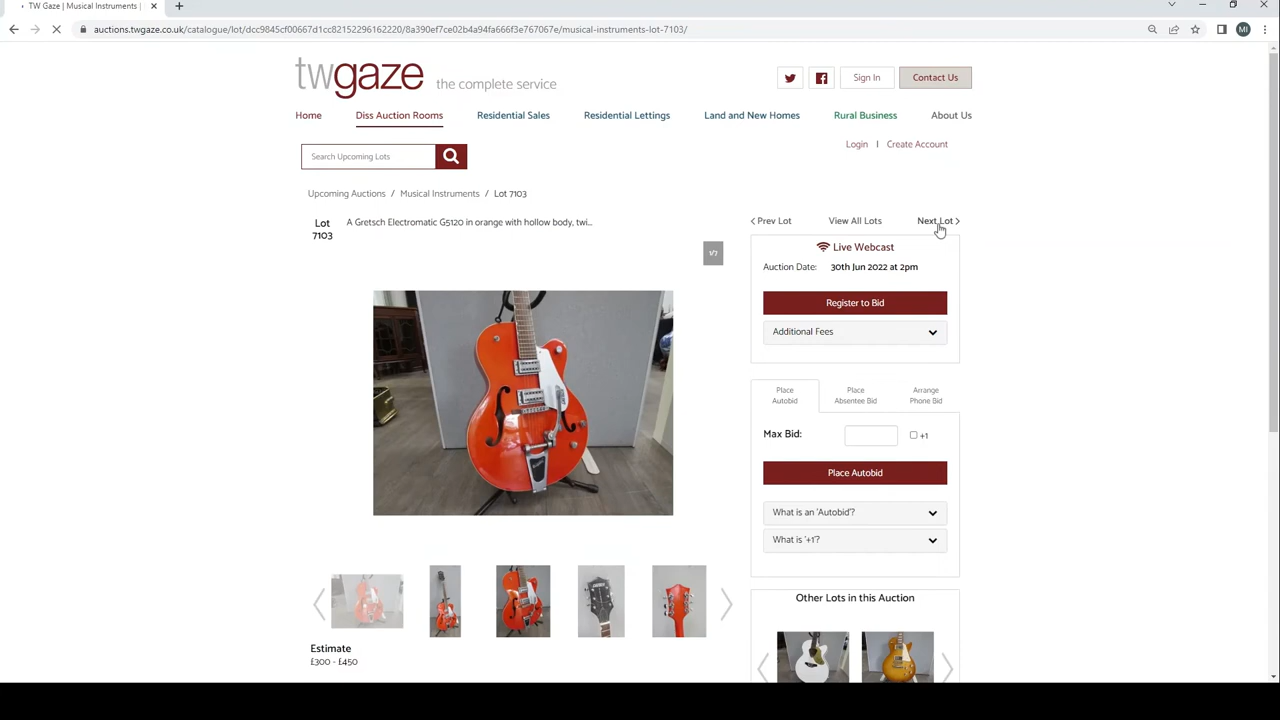 TW Gaze | Musical Instruments |
auctions.twgaze.co.uk/catalogue/lot/dcc9845cf00667d1cc82152296162220/8a390ef7ce02b4a94fa666f3e767067e/musical-instruments-lot-7103/
MI
twgaze the complete service
Sign In
Contact Us
Home
Diss Auction Rooms
Residential Sales
Residential Lettings
Land and New Homes
Rural Business
About Us
Login | Create Account
Search Upcoming Lots
Upcoming Auctions / Musical Instruments / Lot 7103
Lot
7103
A Gretsch Electromatic G5120 in orange with hollow body, twi...
1/7
Prev Lot
View All Lots
Next Lot
Live Webcast
Auction Date: 30th Jun 2022 at 2pm
Register to Bid
Additional Fees
Place
Autobid
Place
Absentee Bid
Arrange
Phone Bid
Max Bid:
+1
Place Autobid
What is an 'Autobid'?
What is '+1'?
Other Lots in this Auction
Estimate
£300 - £450